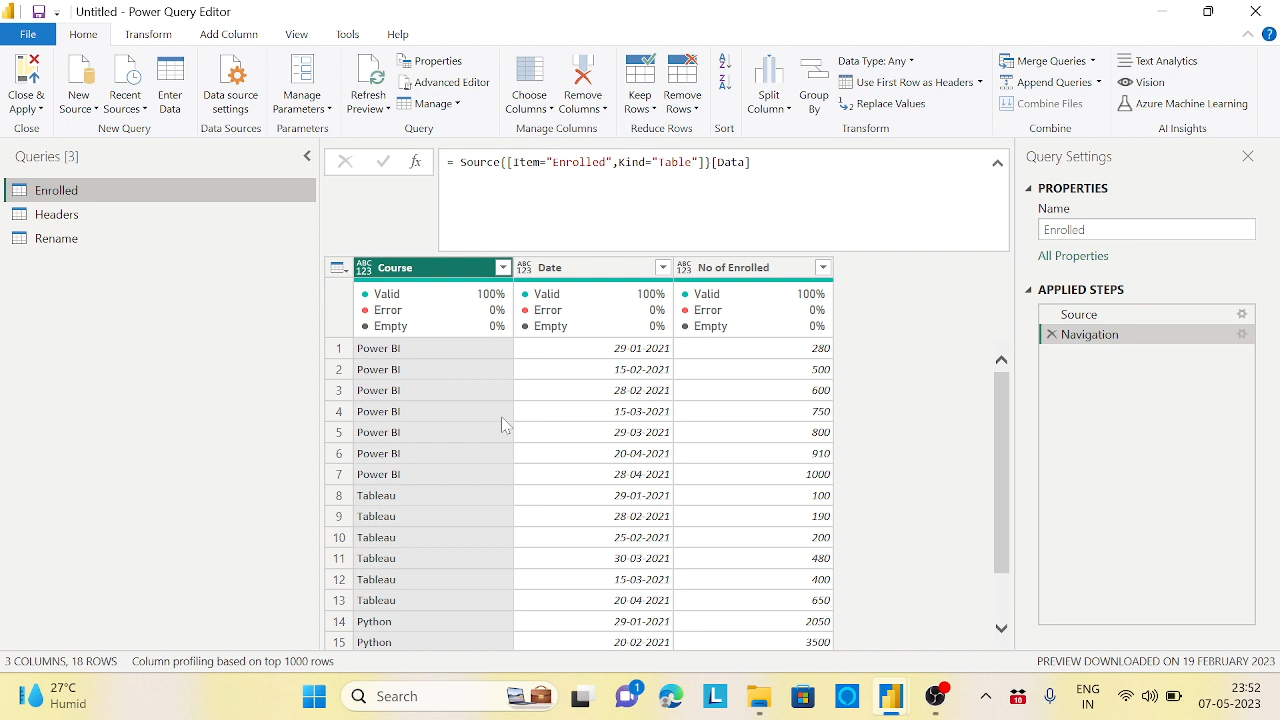 Untitled - Power Query Editor
File Home Transform Add Column View Tools Help
Close & Apply
New Source
Recent Sources
Enter Data
Data source settings
Manage Parameters
Refresh Preview
Properties
Advanced Editor
Manage
Choose Columns
Remove Columns
Keep Rows
Remove Rows
Split Column
Group By
Data Type: Any
Use First Row as Headers
Replace Values
Merge Queries
Append Queries
Combine Files
Text Analytics
Vision
Azure Machine Learning
Close New Query Data Sources Parameters Query Manage Columns Reduce Rows Sort Transform Combine AI Insights
Queries [3]
Enrolled
Headers
Rename
fx
= Source{[Item="Enrolled",Kind="Table"]}[Data]
ABC 123 Course ABC 123 Date ABC 123 No of Enrolled
Valid 100% Valid 100% Valid 100%
Error 0% Error 0% Error 0%
Empty 0% Empty 0% Empty 0%
1 Power BI 29-01-2021 280
2 Power BI 15-02-2021 500
3 Power BI 28-02-2021 600
4 Power BI 15-03-2021 750
5 Power BI 29-03-2021 800
6 Power BI 20-04-2021 910
7 Power BI 28-04-2021 1000
8 Tableau 29-01-2021 100
9 Tableau 28-02-2021 190
10 Tableau 25-02-2021 200
11 Tableau 30-03-2021 480
12 Tableau 15-03-2021 400
13 Tableau 20-04-2021 650
14 Python 29-01-2021 2050
15 Python 20-02-2021 3500
Query Settings
PROPERTIES
Name
Enrolled
All Properties
APPLIED STEPS
Source
Navigation
3 COLUMNS, 18 ROWS Column profiling based on top 1000 rows
PREVIEW DOWNLOADED ON 19 FEBRUARY 2023
27°C
Humid
Search
1
L
10
ENG
IN
23:52
07-05-2023